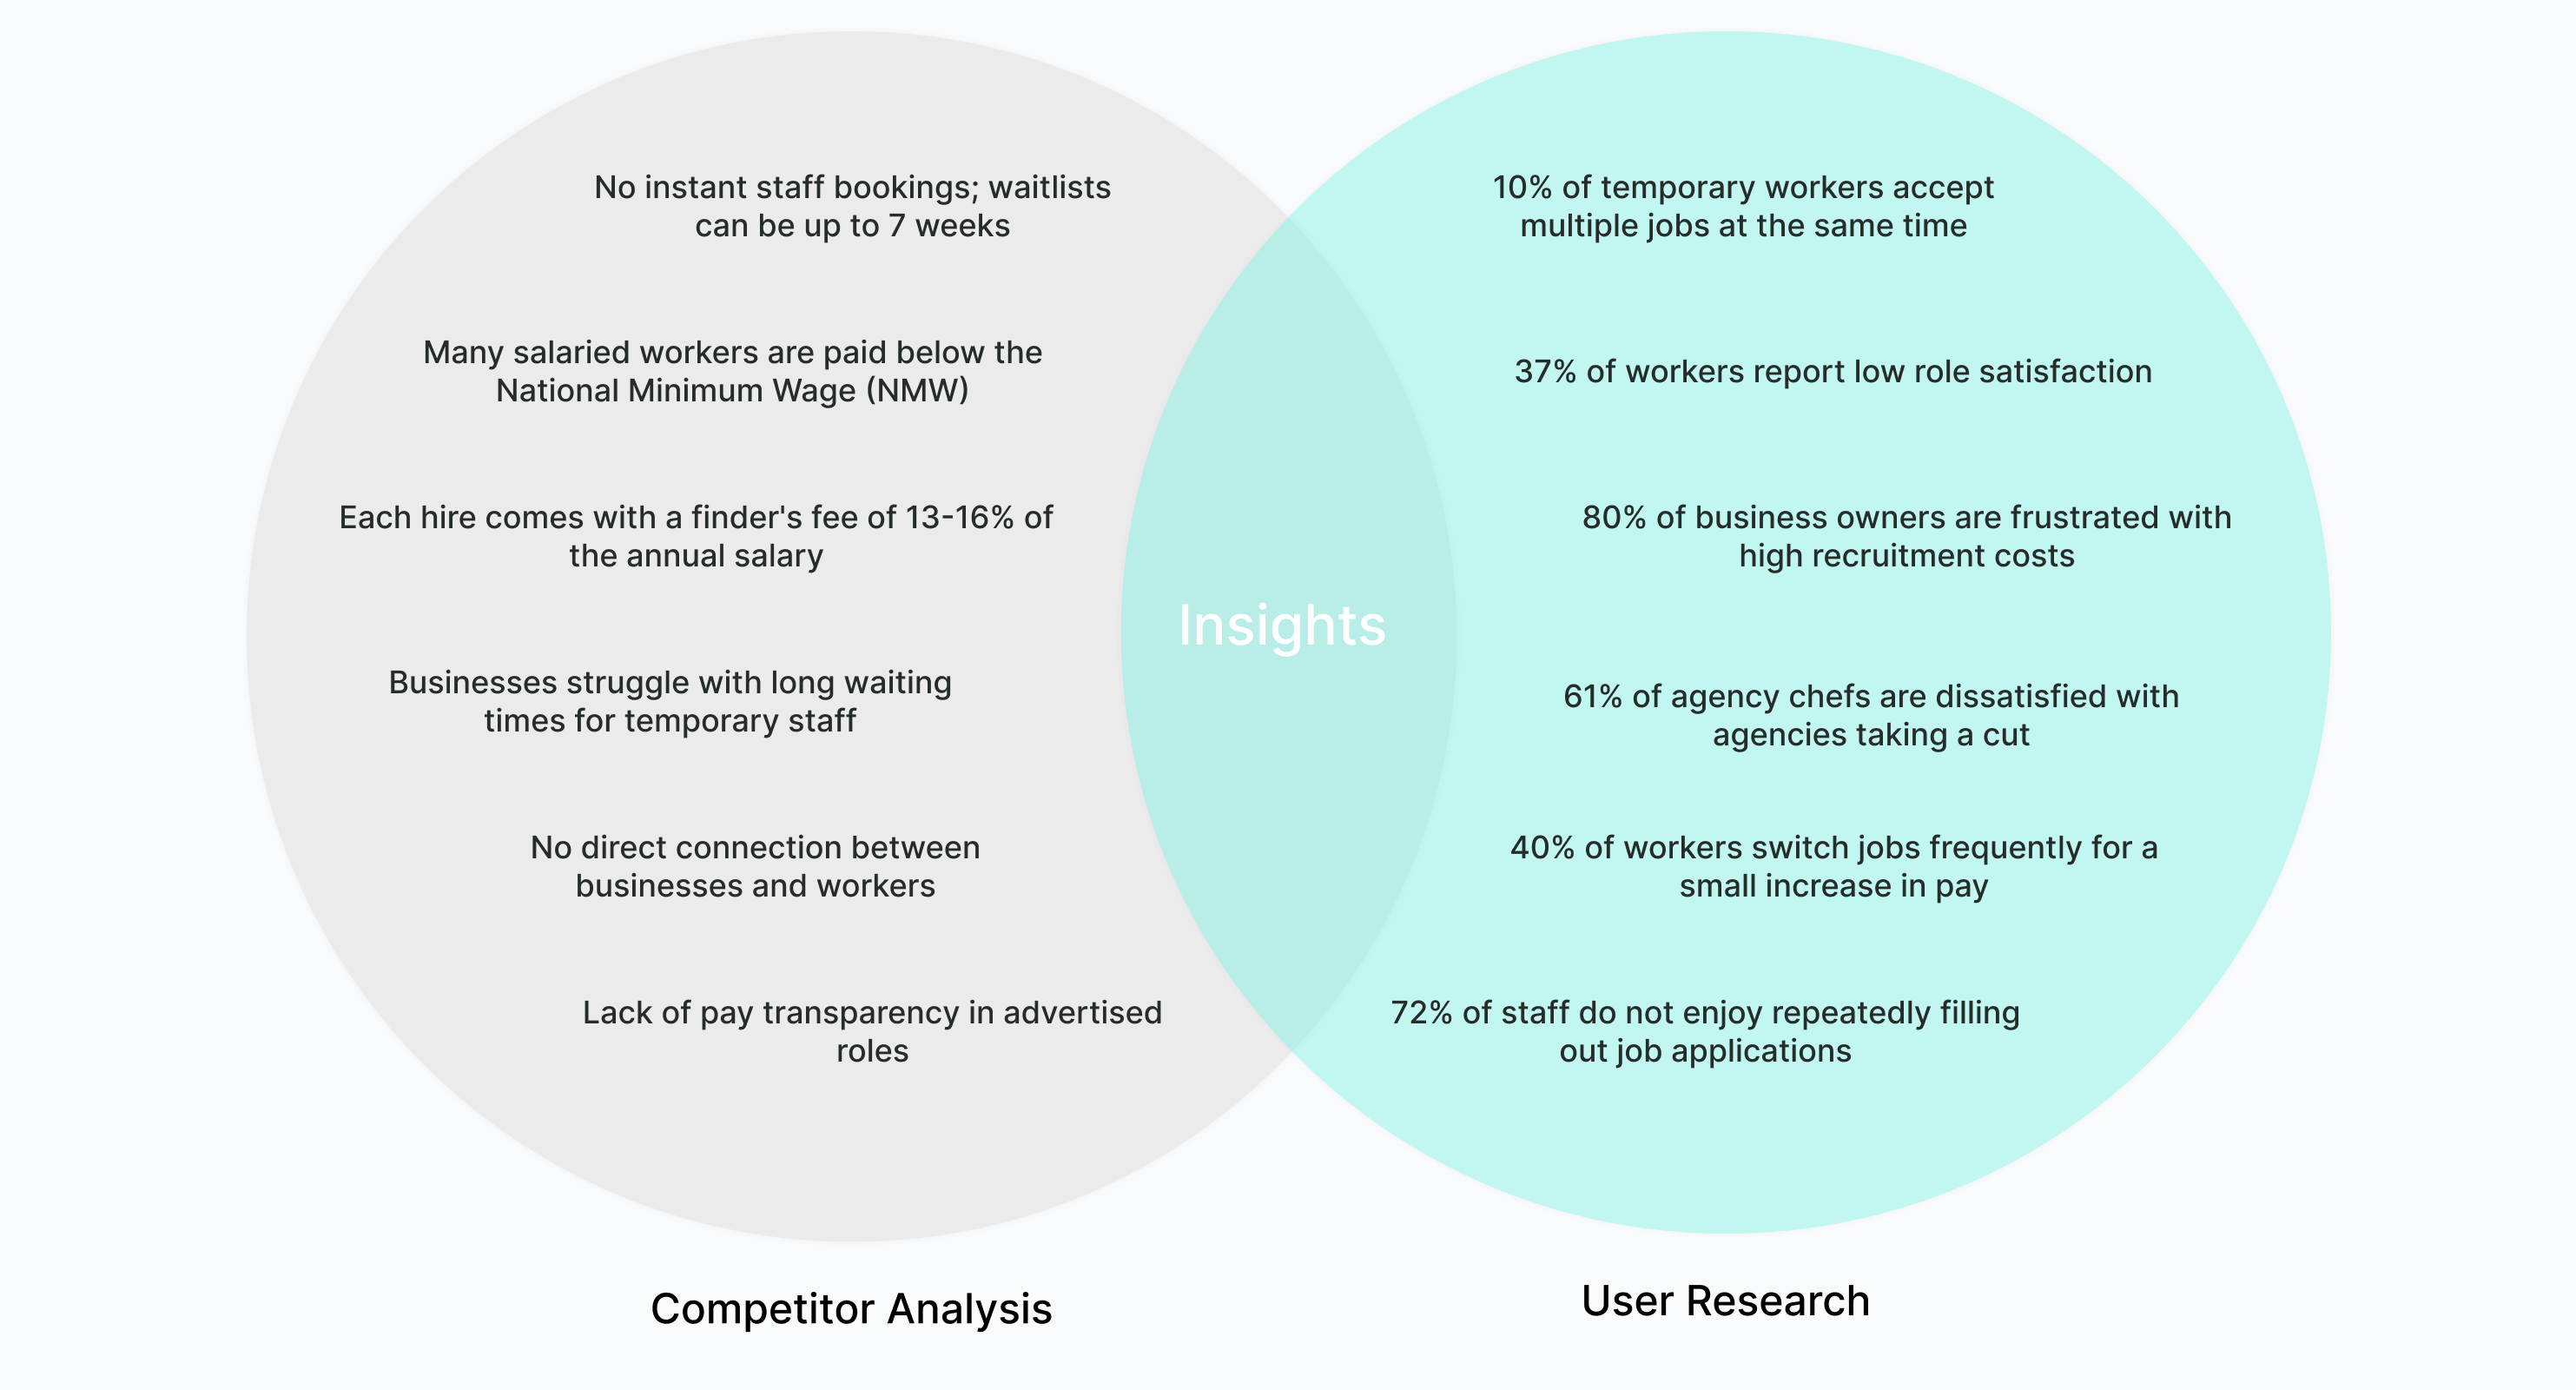 No instant staff bookings; waitlists
can be up to 7 weeks
Many salaried workers are paid below the
National Minimum Wage (NMW)
Each hire comes with a finder's fee of 13-16% of
the annual salary
Businesses struggle with long waiting
times for temporary staff
No direct connection between
businesses and workers
Lack of pay transparency in advertised
roles
Insights
10% of temporary workers accept
multiple jobs at the same time
37% of workers report low role satisfaction
80% of business owners are frustrated with
high recruitment costs
61% of agency chefs are dissatisfied with
agencies taking a cut
40% of workers switch jobs frequently for a
small increase in pay
72% of staff do not enjoy repeatedly filling
out job applications
Competitor Analysis
User Research